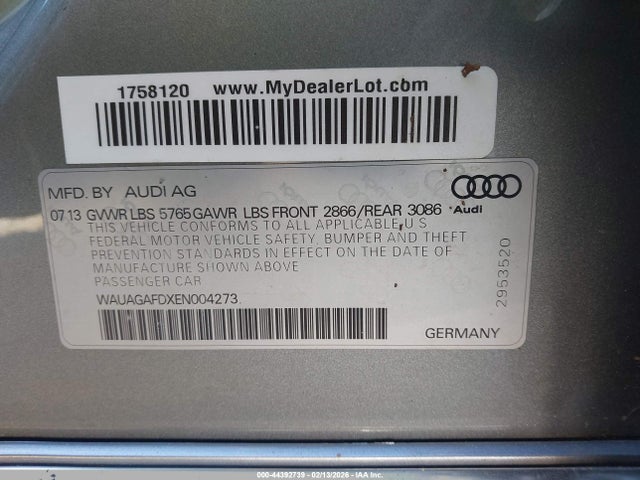 1758120 www.MyDealerLot.com
MFD. BY AUDI AG
07 13 GVWR LBS 5765 GAWR LBS FRONT 2866/REAR 3086 Audi
THIS VEHICLE CONFORMS TO ALL APPLICABLE U S
FEDERAL MOTOR VEHICLE SAFETY, BUMPER AND THEFT
PREVENTION STANDARDS IN EFFECT ON THE DATE OF
MANUFACTURE SHOWN ABOVE
PASSENGER CAR
WAUAGAFDXEN004273
2953520
GERMANY
000-44392739 - 02/13/2026 - IAA Inc.